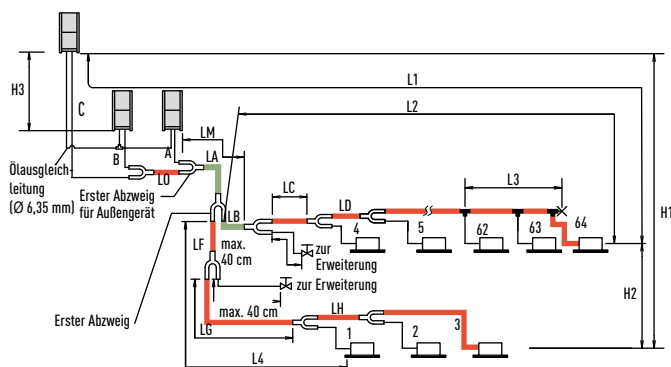 L1
L2
H3
C
LM
B
A
LA
Ölausgleich-
leitung
(Ø 6,35 mm)
LO
Erster Abzweig
für Außengerät
LC
LD
L3
LB
H1
4
5
62
63
64
LF
max.
40 cm
zur
Erweiterung
zur Erweiterung
max. 40 cm
H2
Erster Abzweig
LG
LH
1
2
3
L4